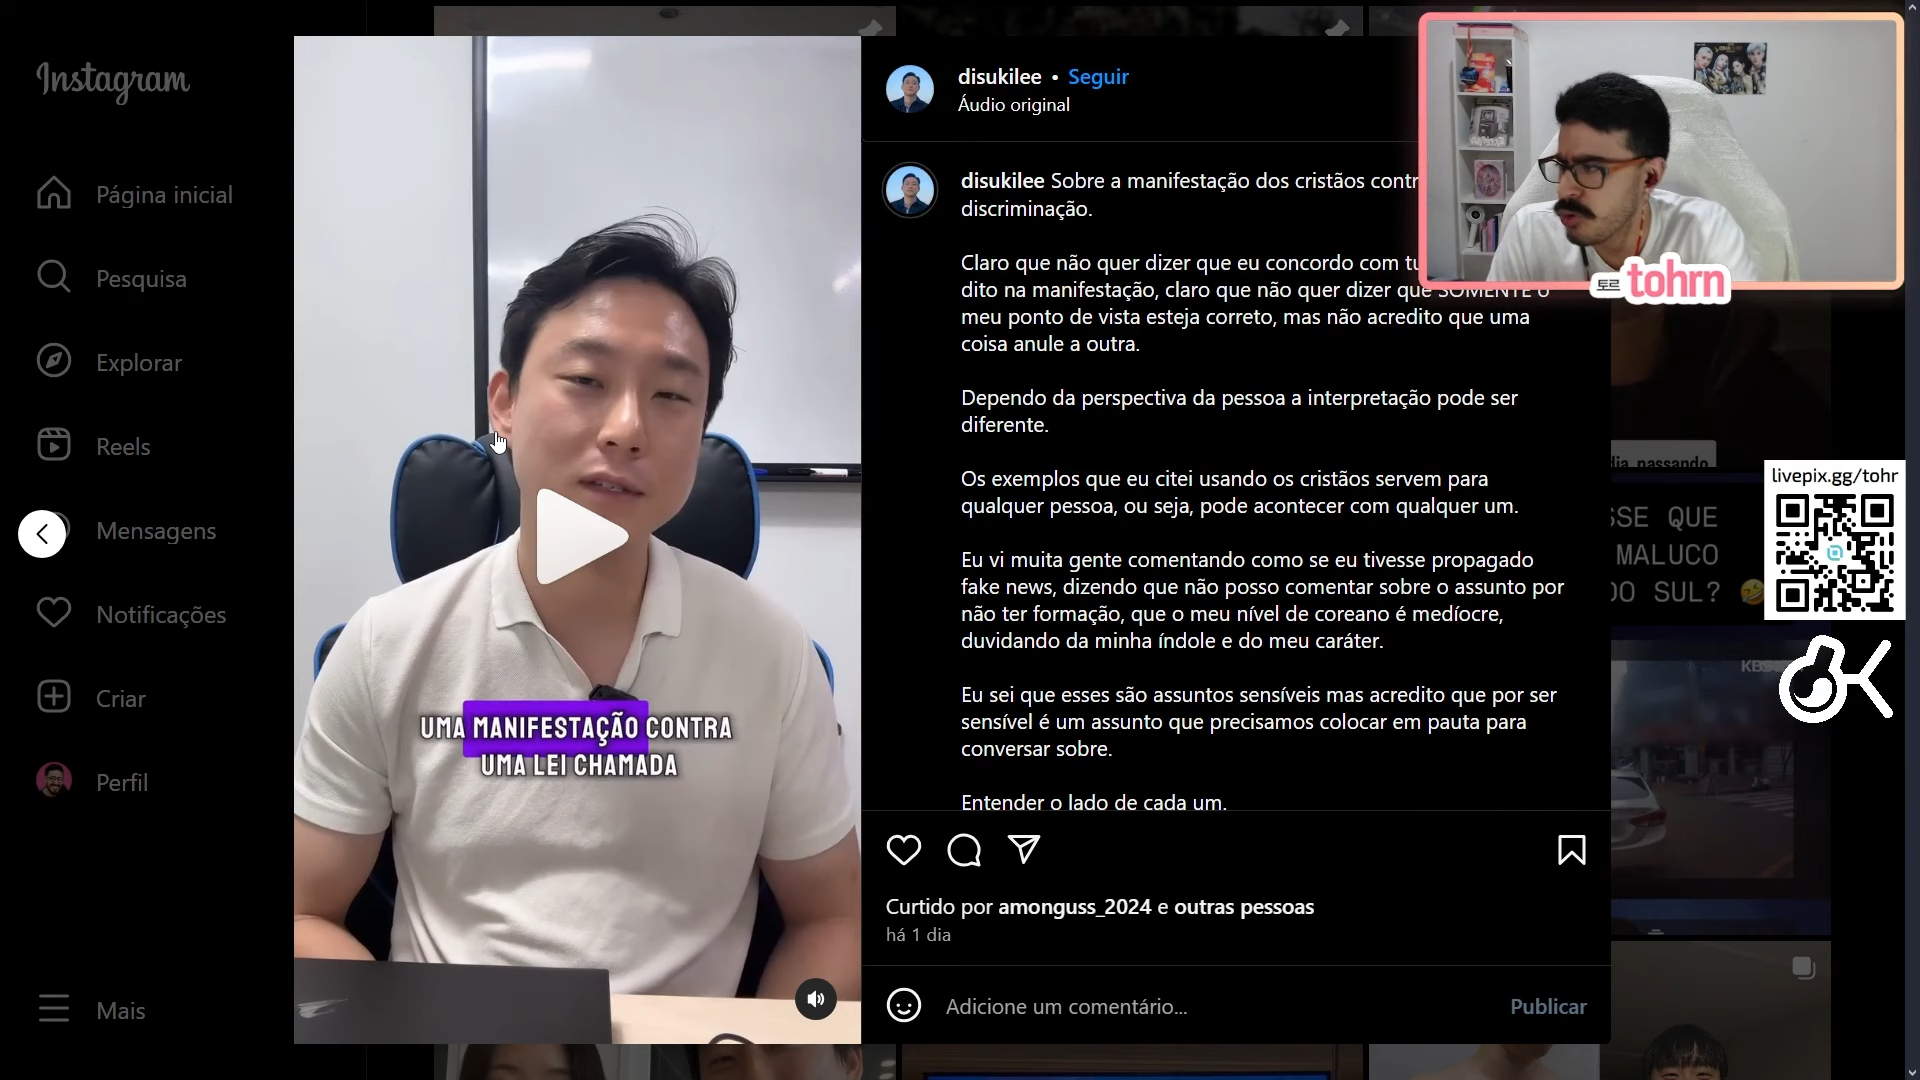 Instagram
Página inicial
Pesquisa
Explorar
Reels
Mensagens
Notificações
Criar
Perfil
Mais
UMA MANIFESTAÇÃO CONTRA
UMA LEI CHAMADA
disukilee • Seguir
Áudio original
disukilee Sobre a manifestação dos cristãos contr
discriminação.
Claro que não quer dizer que eu concordo com tu
dito na manifestação, claro que não quer dizer que SOMENTE o
meu ponto de vista esteja correto, mas não acredito que uma
coisa anule a outra.
Dependo da perspectiva da pessoa a interpretação pode ser
diferente.
Os exemplos que eu citei usando os cristãos servem para
qualquer pessoa, ou seja, pode acontecer com qualquer um.
Eu vi muita gente comentando como se eu tivesse propagado
fake news, dizendo que não posso comentar sobre o assunto por
não ter formação, que o meu nível de coreano é medíocre,
duvidando da minha índole e do meu caráter.
Eu sei que esses são assuntos sensíveis mas acredito que por ser
sensível é um assunto que precisamos colocar em pauta para
conversar sobre.
Entender o lado de cada um.
Curtido por amonguss_2024 e outras pessoas
há 1 dia
Adicione um comentário...
Publicar
토르 tohrn
livepix.gg/tohr
dia passando
SSE QUE
MALUCO
DO SUL?
KBS